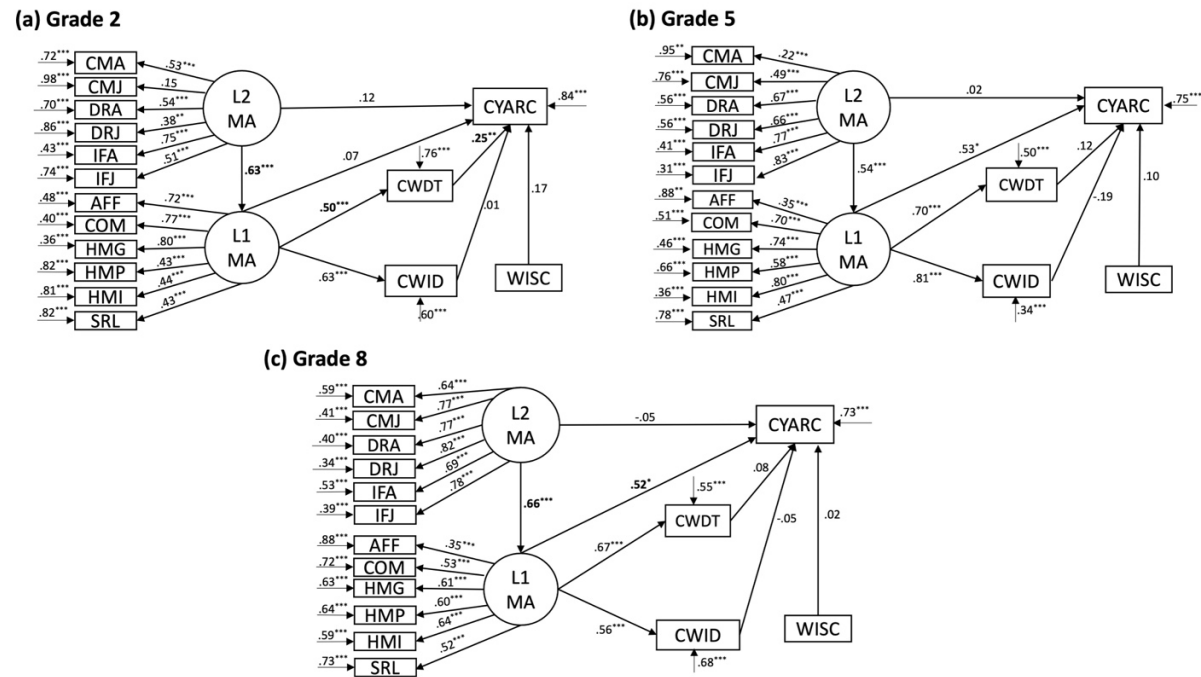 (a) Grade 2
.72*** CMA .53***
.98*** CMJ .15
.70*** DRA .54***
.86*** DRJ .38**
.43*** IFA .75***
.74*** IFJ .51***
L2
MA
.12
CYARC
.84***
.63***
.07
.25**
.76***
CWDT
.50***
.01
.17
.48*** AFF .72***
.40*** COM .77***
.36*** HMG .80***
.82*** HMP .43***
.81*** HMI .44***
.82*** SRL .43***
L1
MA
.63***
CWID
.60***
WISC
(b) Grade 5
.95** CMA .22***
.76*** CMJ .49***
.56*** DRA .67***
.56*** DRJ .66***
.41*** IFA .77***
.31*** IFJ .83***
L2
MA
.02
CYARC
.75***
.54***
.53*
.12
.50***
CWDT
.70***
-.19
.10
.88** AFF .35***
.51*** COM .70***
.46*** HMG .74***
.66*** HMP .58***
.36*** HMI .80***
.78*** SRL .47***
L1
MA
.81***
CWID
.34***
WISC
(c) Grade 8
.59*** CMA .64***
.41*** CMJ .77***
.40*** DRA .77***
.34*** DRJ .82***
.53*** IFA .69***
.39*** IFJ .78***
L2
MA
-.05
CYARC
.73***
.66***
.52*
.08
.55***
CWDT
.67***
-.05
.02
.88*** AFF .35***
.72*** COM .53***
.63*** HMG .61***
.64*** HMP .60***
.59*** HMI .64***
.73*** SRL .52***
L1
MA
.56***
CWID
.68***
WISC